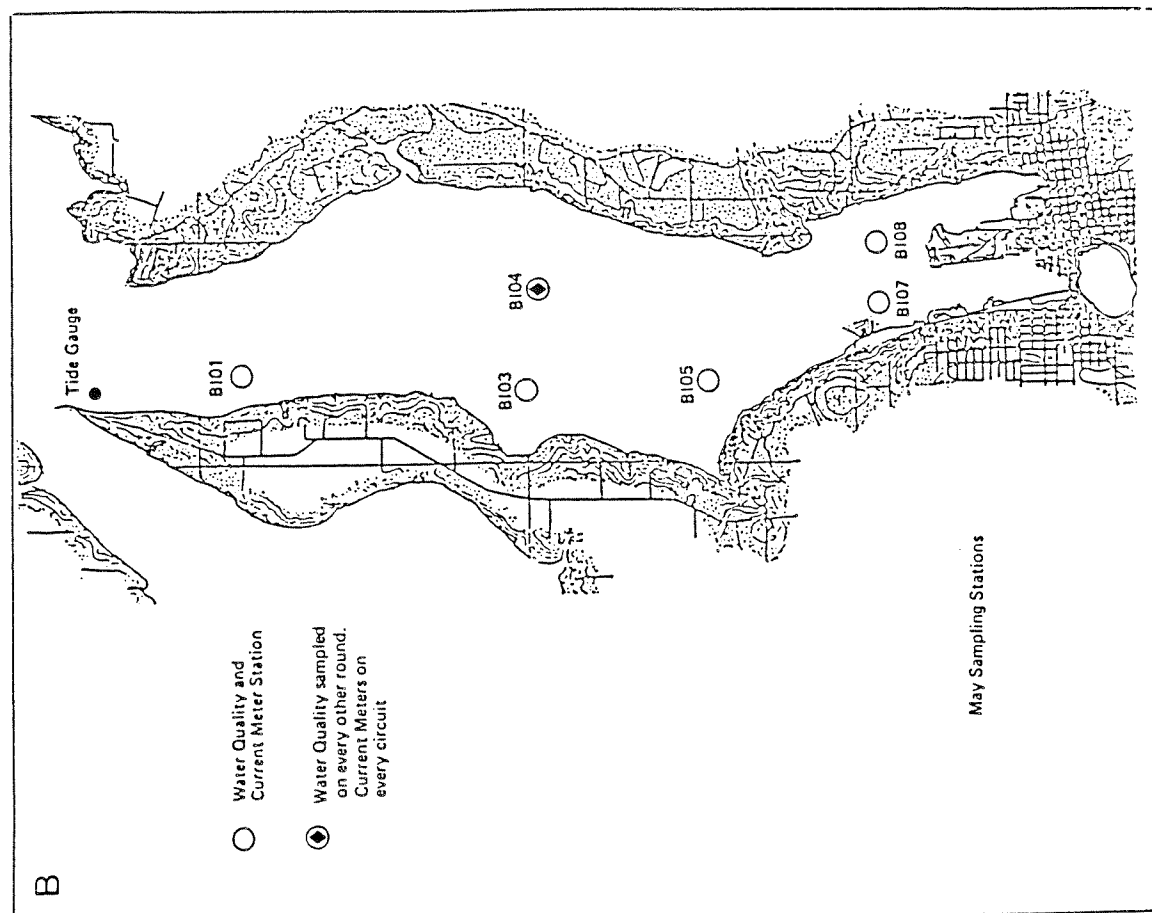 B
Water Quality and
Current Meter Station
Water Quality sampled
on every other round.
Current Meters on
every circuit
Tide Gauge
B101
B103
B104
B105
B107
B108
May Sampling Stations